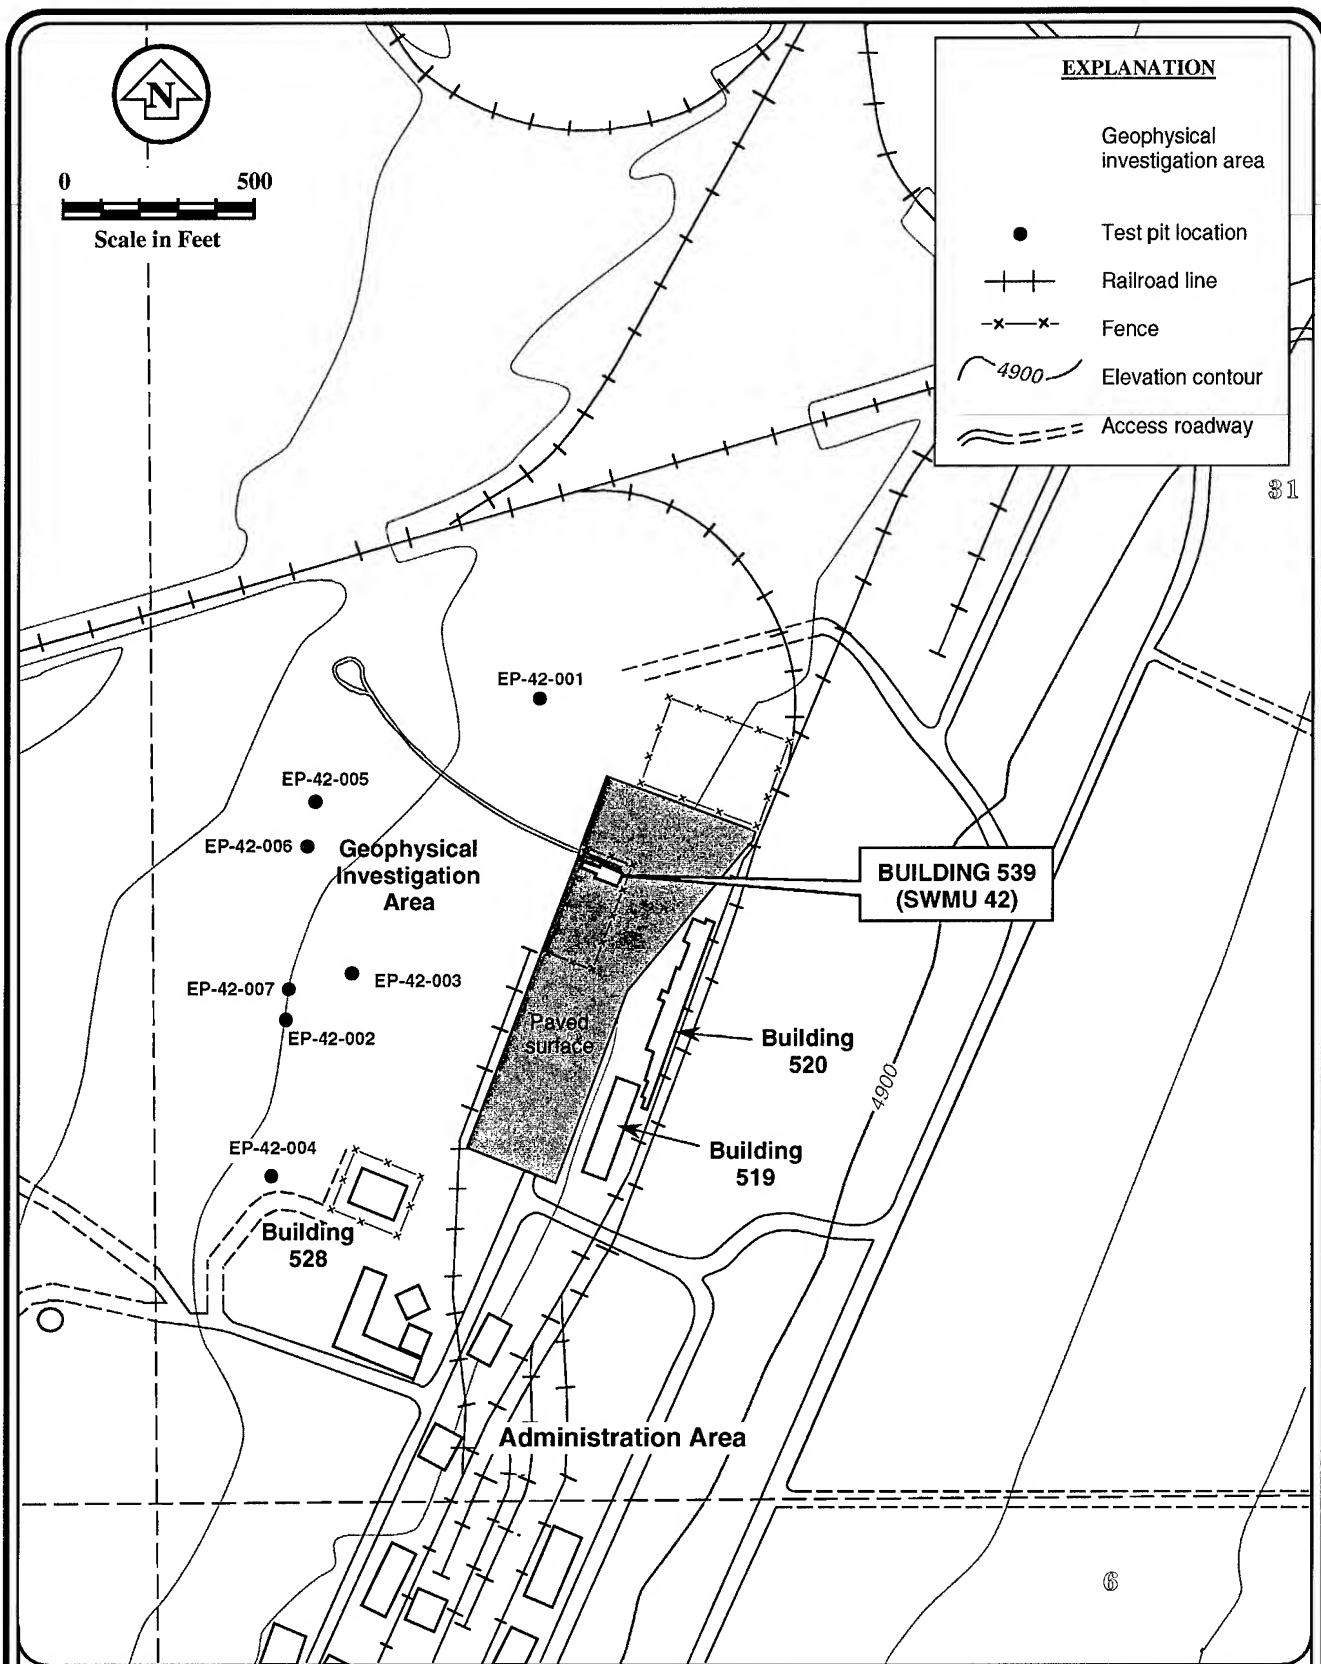 N
0 500
Scale in Feet
EXPLANATION
Geophysical
investigation area
Test pit location
Railroad line
Fence
4900
Elevation contour
Access roadway
31
EP-42-001
EP-42-005
EP-42-006
Geophysical
Investigation
Area
BUILDING 539
(SWMU 42)
EP-42-003
EP-42-007
EP-42-002
Paved
surface
Building
520
4900
EP-42-004
Building
519
Building
528
Administration Area
6